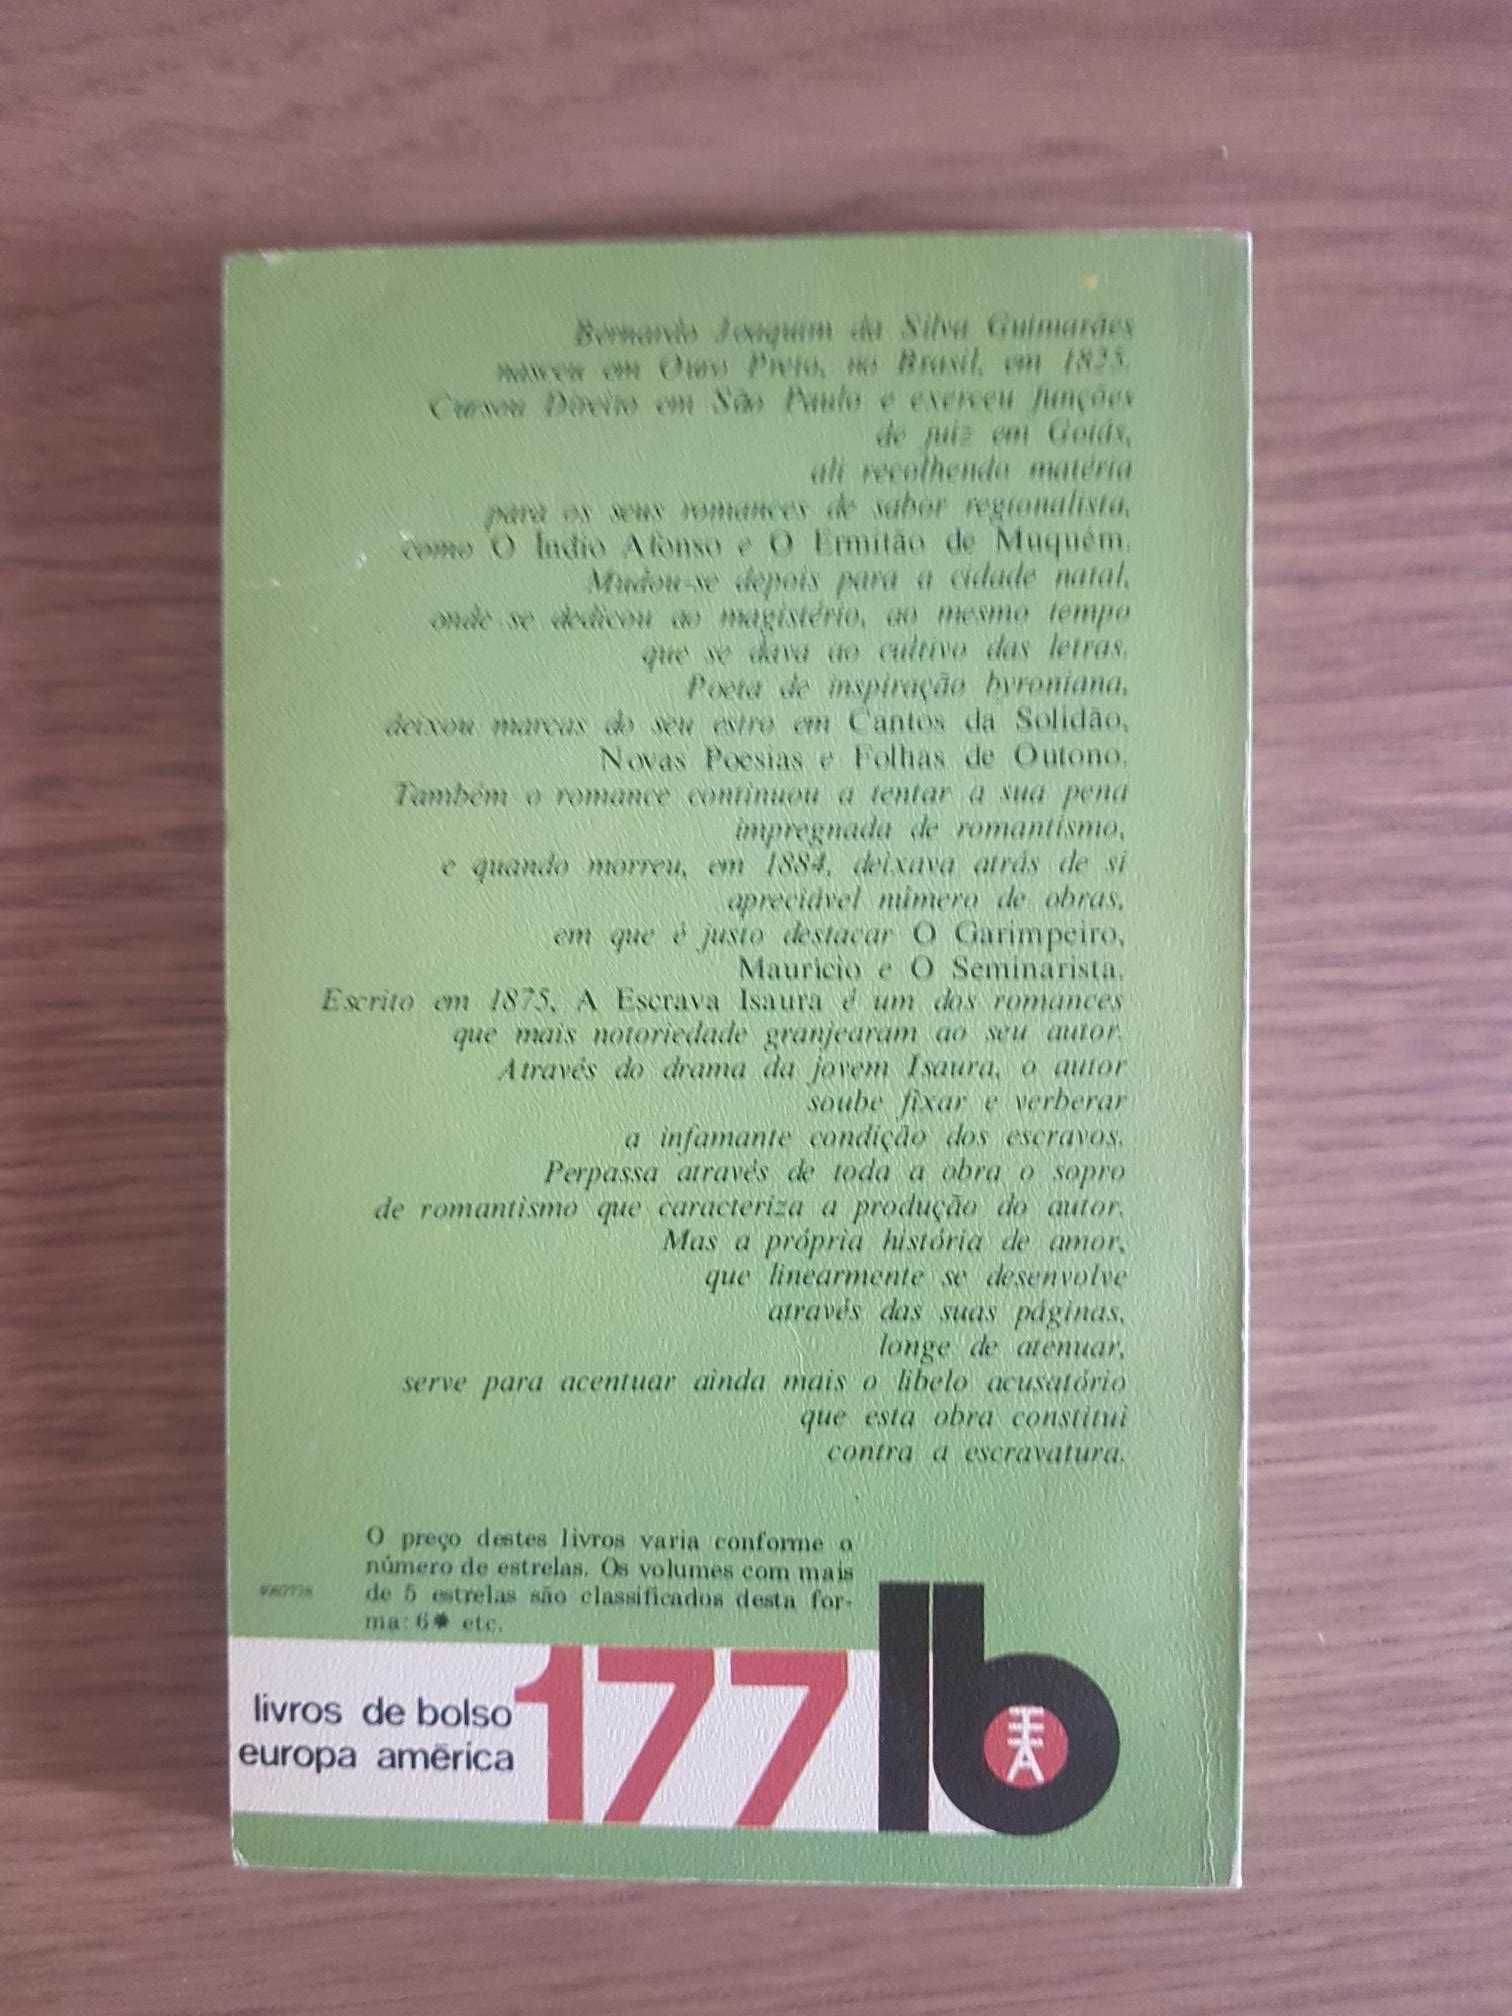 Bernardo Joaquim da Silva Guimarães
nasceu em Ouro Preto, no Brasil, em 1825.
Cursou Direito em São Paulo e exerceu funções
de juiz em Goiás,
ali recolhendo matéria
para os seus romances de sabor regionalista,
como O Índio Afonso e O Ermitão de Muquém.
Mudou-se depois para a cidade natal,
onde se dedicou ao magistério, ao mesmo tempo
que se dava ao cultivo das letras.
Poeta de inspiração byroniana,
deixou marcas do seu estro em Cantos da Solidão,
Novas Poesias e Folhas de Outono.
Também o romance continuou a tentar a sua pena
impregnada de romantismo,
e quando morreu, em 1884, deixava atrás de si
apreciável número de obras,
em que é justo destacar O Garimpeiro,
Maurício e O Seminarista.
Escrito em 1875, A Escrava Isaura é um dos romances
que mais notoriedade granjearam ao seu autor.
Através do drama da jovem Isaura, o autor
soube fixar e verberar
a infamante condição dos escravos.
Perpassa através de toda a obra o sopro
de romantismo que caracteriza a produção do autor.
Mas a própria história de amor,
que linearmente se desenvolve
através das suas páginas,
longe de atenuar,
serve para acentuar ainda mais o libelo acusatório
que esta obra constitui
contra a escravatura.
O preço destes livros varia conforme o
número de estrelas. Os volumes com mais
de 5 estrelas são classificados desta for-
ma: 6✹ etc.
livros de bolso
europa américa
177
lb
EA